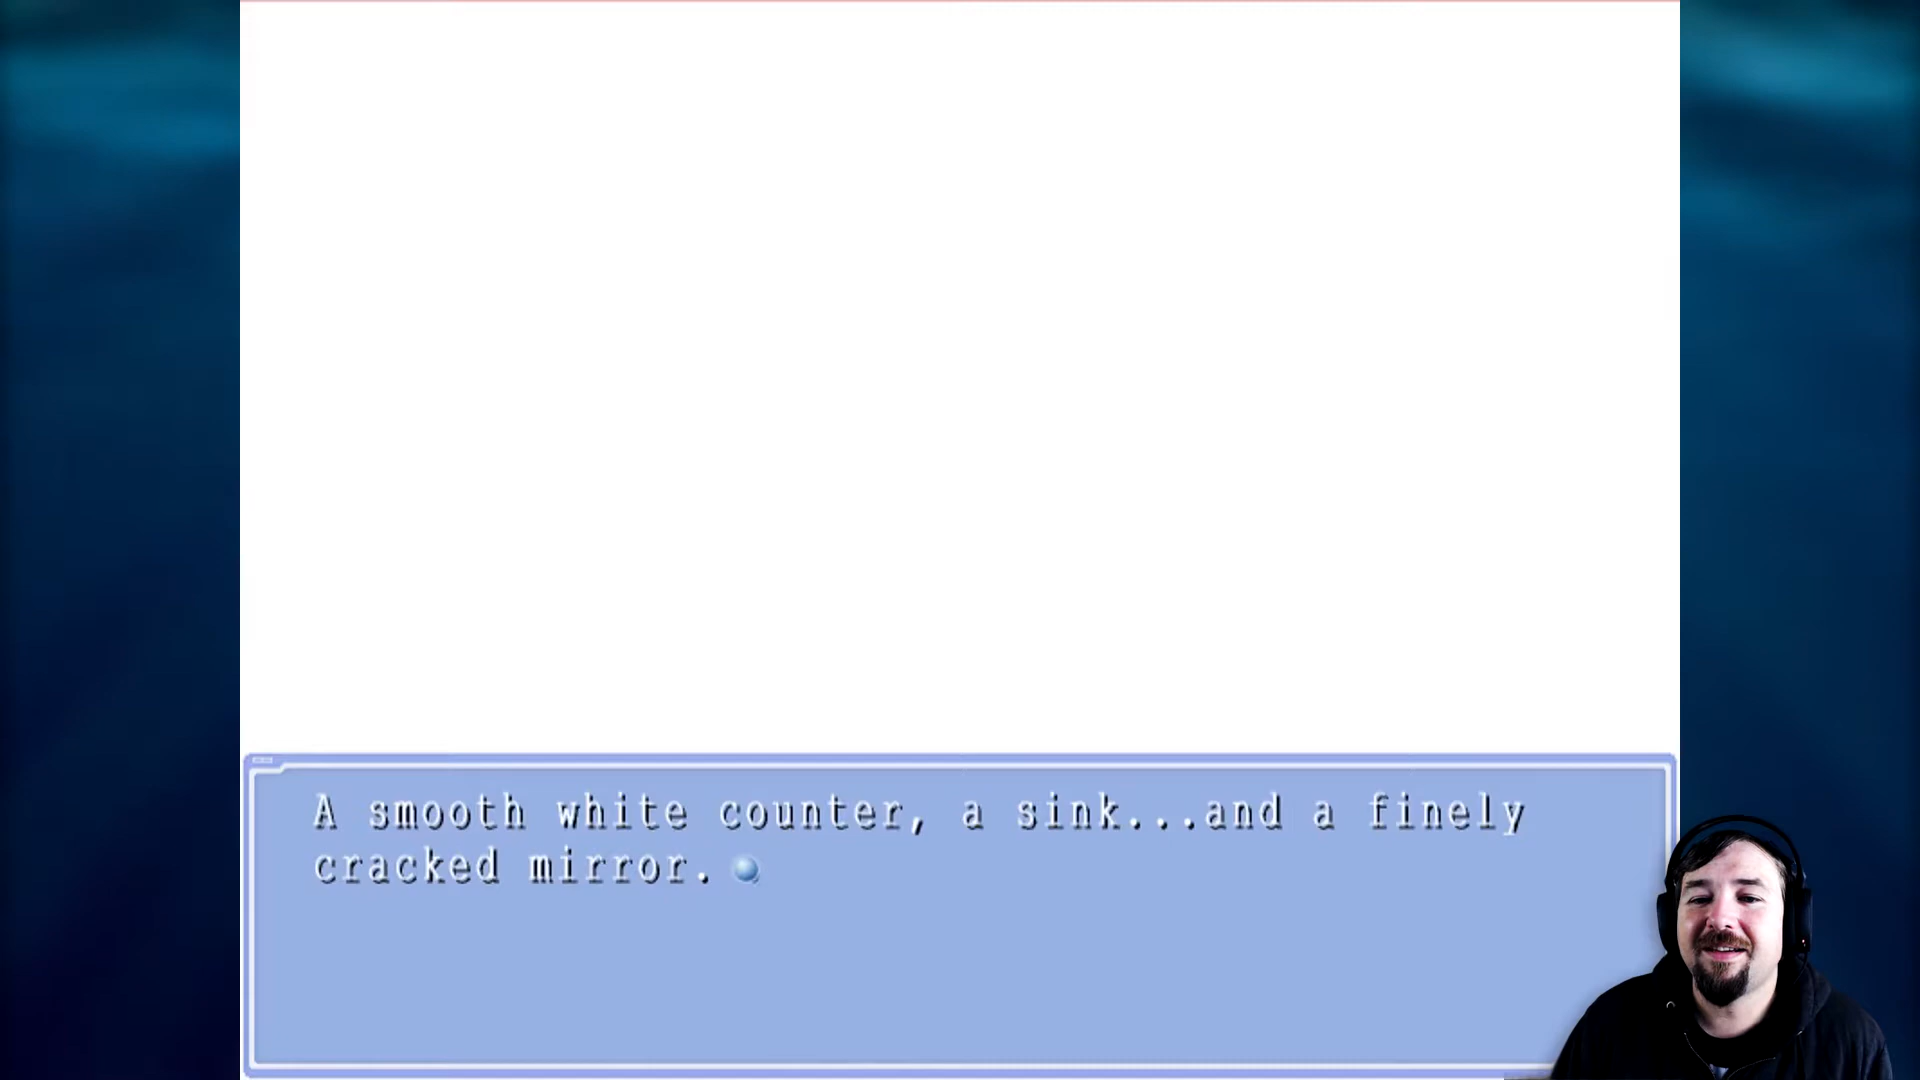 A smooth white counter, a sink...and a finely
cracked mirror.